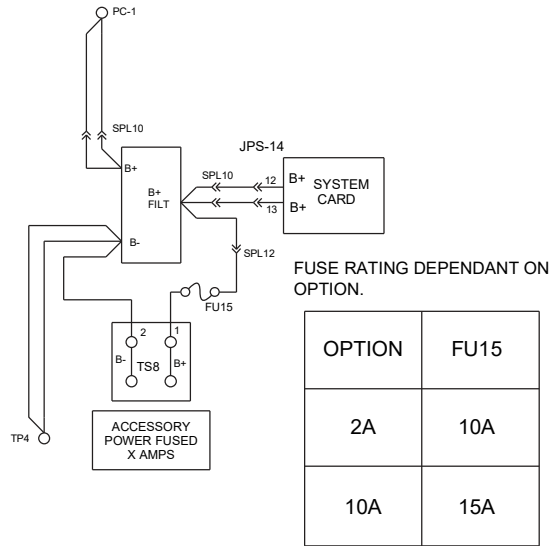 PC-1
SPL10
JPS-14
B+
B+
FILT
SPL10
12
B+
SYSTEM
CARD
13
B+
B-
SPL12
FUSE RATING DEPENDANT ON
OPTION.
FU15
2
1
B-
TS8
B+
OPTION
FU15
2A
10A
10A
15A
ACCESSORY
POWER FUSED
X AMPS
TP4